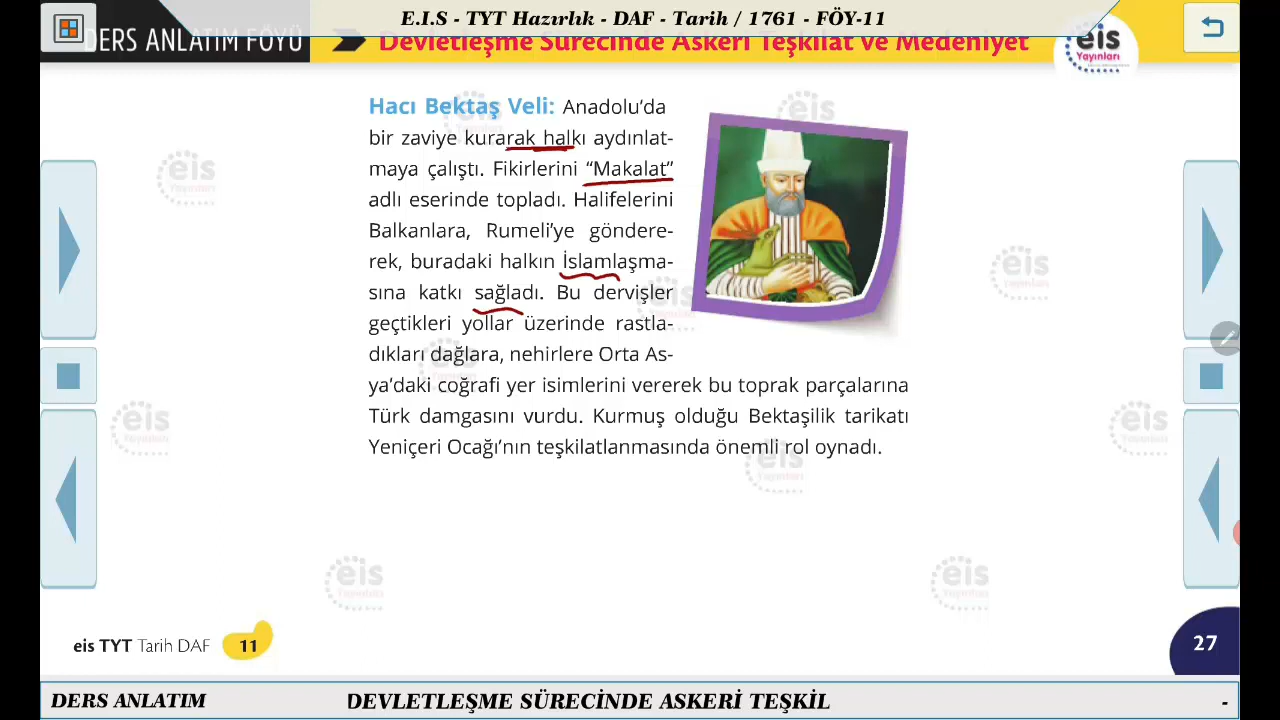 E.I.S - TYT Hazırlık - DAF - Tarih / 1761 - FÖY-11
DERS ANLATIM FÖYÜ
Devletleşme Sürecinde Askeri Teşkilat ve Medeniyet
eis
Yayınları
Hacı Bektaş Veli: Anadolu’da
bir zaviye kurarak halkı aydınlat-
maya çalıştı. Fikirlerini “Makalat”
adlı eserinde topladı. Halifelerini
Balkanlara, Rumeli’ye göndere-
rek, buradaki halkın İslamlaşma-
sına katkı sağladı. Bu dervişler
geçtikleri yollar üzerinde rastla-
dıkları dağlara, nehirlere Orta As-
ya’daki coğrafi yer isimlerini vererek bu toprak parçalarına
Türk damgasını vurdu. Kurmuş olduğu Bektaşilik tarikatı
Yeniçeri Ocağı’nın teşkilatlanmasında önemli rol oynadı.
eis TYT Tarih DAF 11
27
DERS ANLATIM DEVLETLEŞME SÜRECİNDE ASKERİ TEŞKİL -